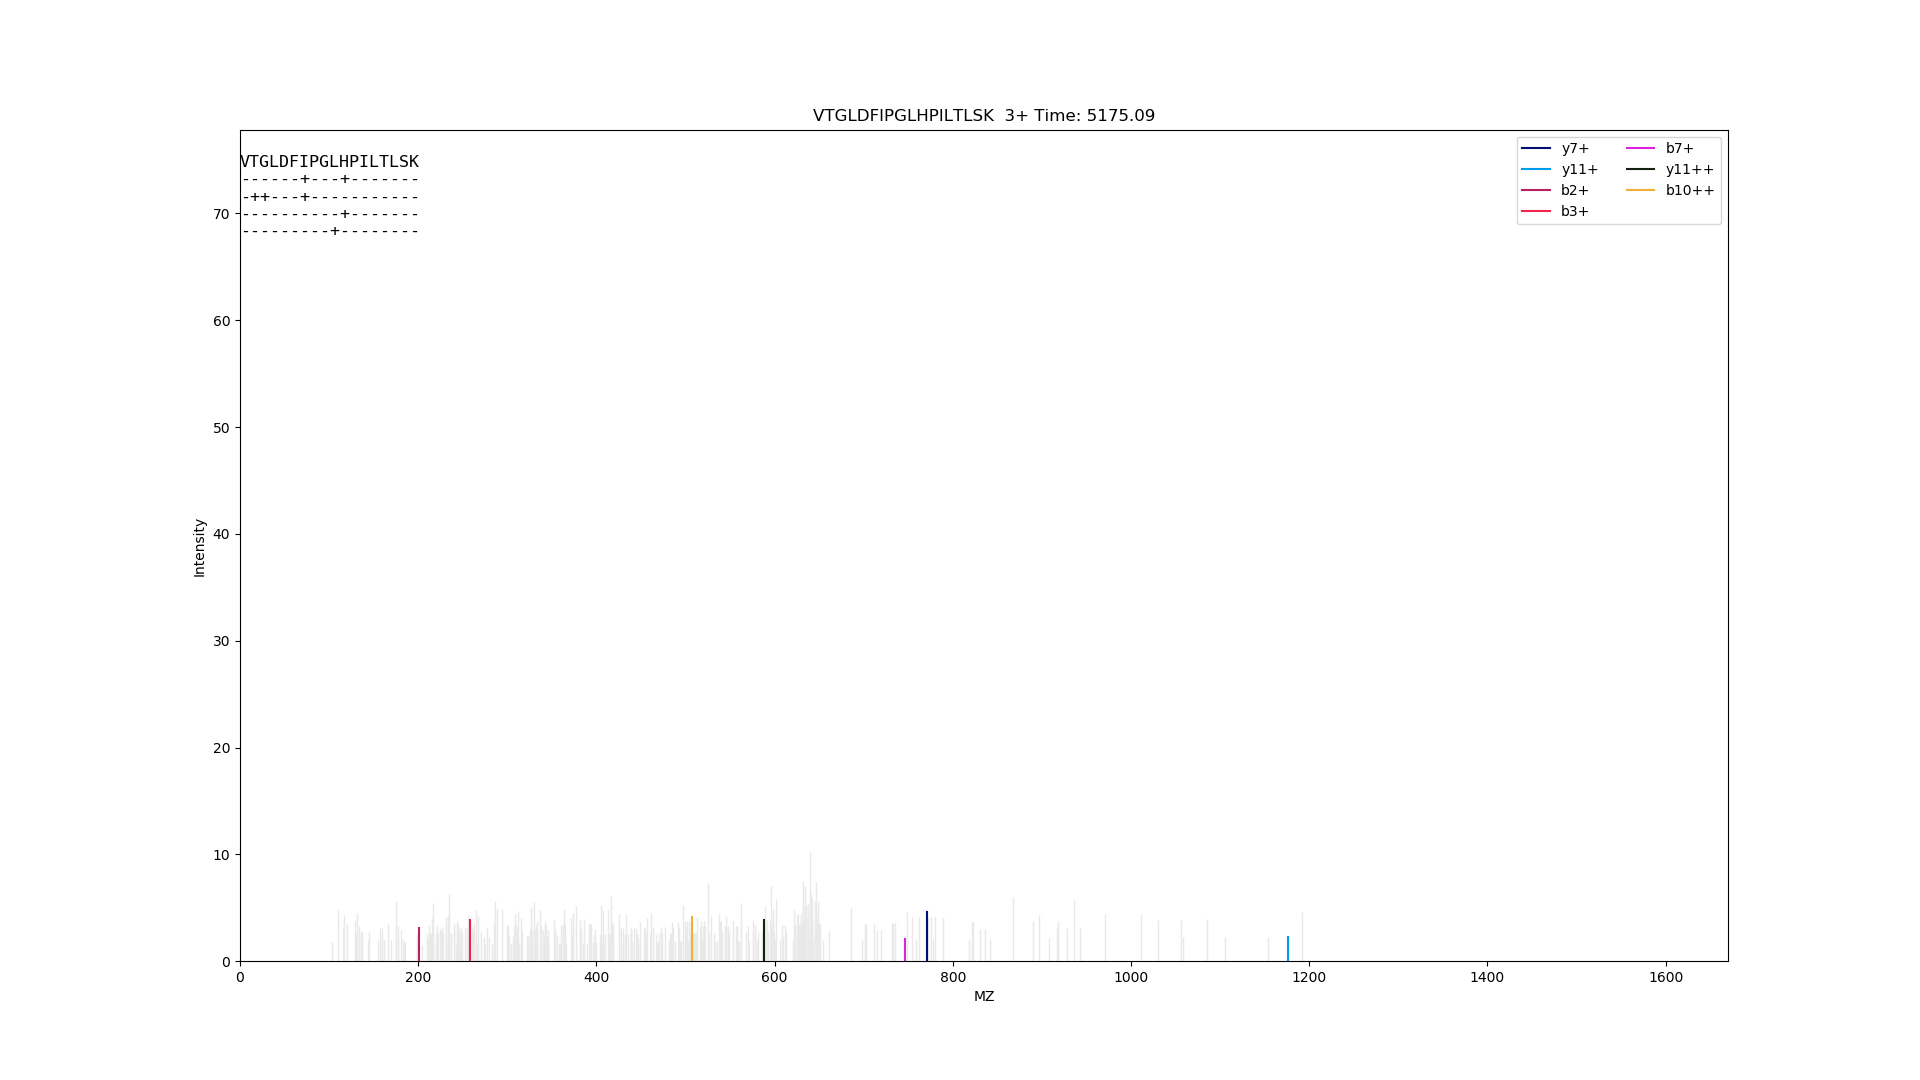 VTGLDFIPGLHPILTLSK  3+ Time: 5175.09
VTGLDFIPGLHPILTLSK
------+---+-------
-++---+-----------
----------+-------
---------+--------
y7+
y11+
b2+
b3+
b7+
y11++
b10++
70
60
50
40
30
20
10
0
Intensity
0 200 400 600 800 1000 1200 1400 1600
MZ